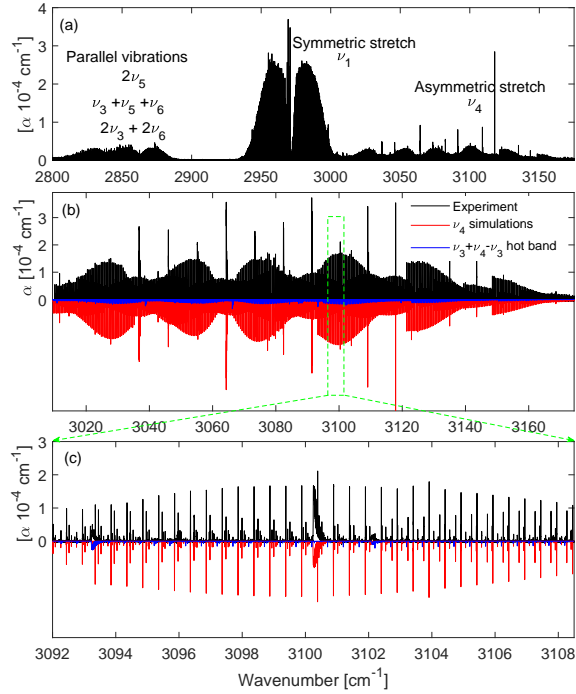 4
(a)
Parallel vibrations
2ν5
ν3 +ν5 + ν6
2ν3 + 2ν6
Symmetric stretch
ν1
Asymmetric stretch
ν4
3
2
1
0
[α 10-4 cm-1]
2800 2850 2900 2950 3000 3050 3100 3150
(b)
Experiment
ν4 simulations
ν3+ν4-ν3 hot band
3
2
1
0
α [10-4 cm-1]
3020 3040 3060 3080 3100 3120 3140 3160
3
(c)
2
1
0
[α 10-4 cm-1]
3092 3094 3096 3098 3100 3102 3104 3106 3108
Wavenumber [cm-1]